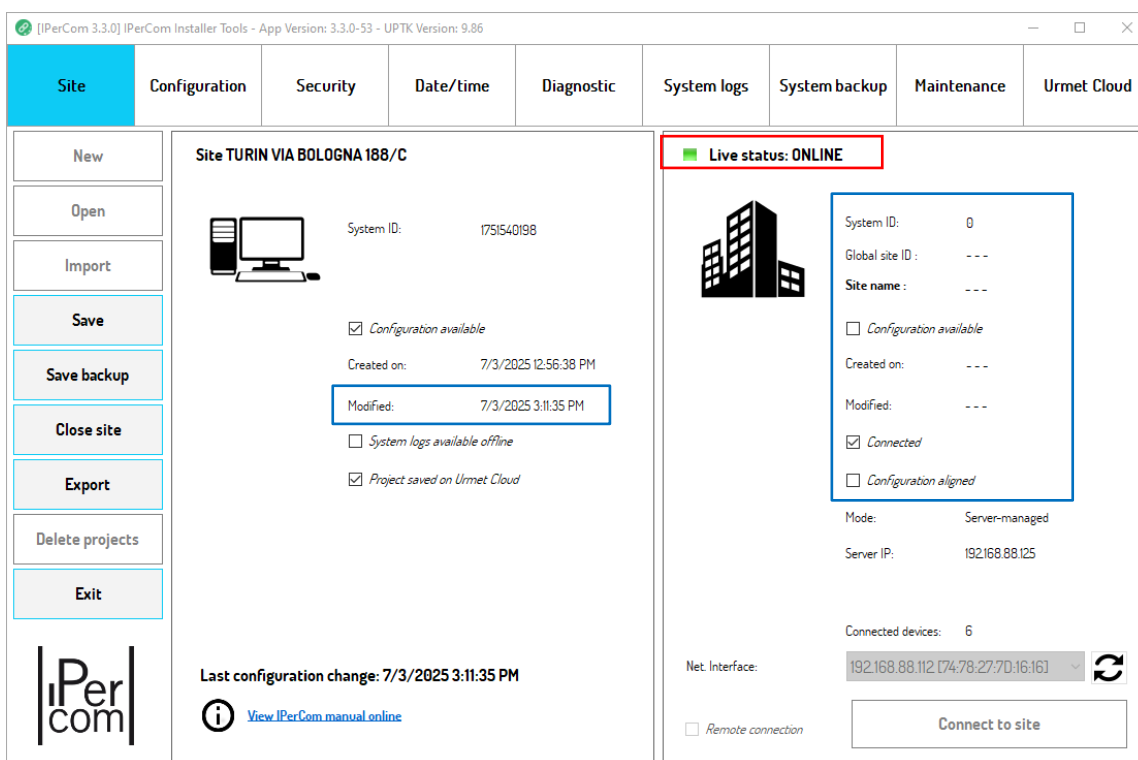 [IPerCom 3.3.0] IPerCom Installer Tools - App Version: 3.3.0-53 - UPTK Version: 9.86
Site Configuration Security Date/time Diagnostic System logs System backup Maintenance Urmet Cloud
New
Open
Import
Save
Save backup
Close site
Export
Delete projects
Exit
IPer
com
Site TURIN VIA BOLOGNA 188/C
System ID: 1751540198
Configuration available
Created on: 7/3/2025 12:56:38 PM
Modified: 7/3/2025 3:11:35 PM
System logs available offline
Project saved on Urmet Cloud
Last configuration change: 7/3/2025 3:11:35 PM
View IPerCom manual online
Live status: ONLINE
System ID: 0
Global site ID : - - -
Site name : - - -
Configuration available
Created on: - - -
Modified: - - -
Connected
Configuration aligned
Mode: Server-managed
Server IP: 192.168.88.125
Connected devices: 6
Net. Interface: 192.168.88.112 [74:78:27:7D:16:16]
Remote connection
Connect to site